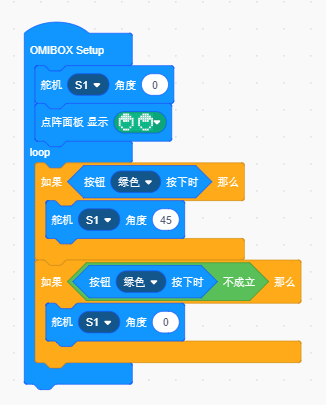 OMIBOX Setup
舵机 S1 角度 0
点阵面板 显示
loop
如果 按钮 绿色 按下时 那么
舵机 S1 角度 45
如果 按钮 绿色 按下时 不成立 那么
舵机 S1 角度 0